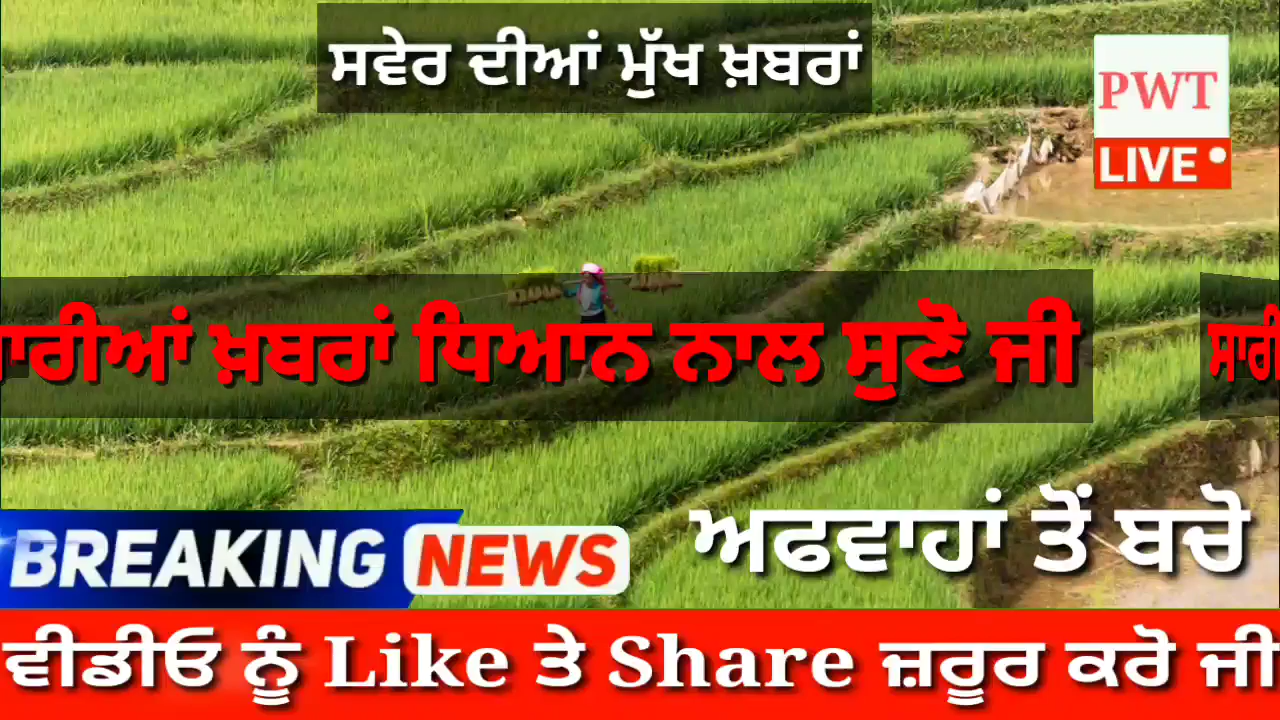 ਸਵੇਰ ਦੀਆਂ ਮੁੱਖ ਖ਼ਬਰਾਂ
PWT
LIVE
ਖ਼ਬਰਾਂ ਧਿਆਨ ਨਾਲ ਸੁਣੋ ਜੀ
BREAKING NEWS
ਅਫਵਾਹਾਂ ਤੋਂ ਬਚੋ
ਵੀਡੀਓ ਨੂੰ Like ਤੇ Share ਜ਼ਰੂਰ ਕਰੋ ਜੀ